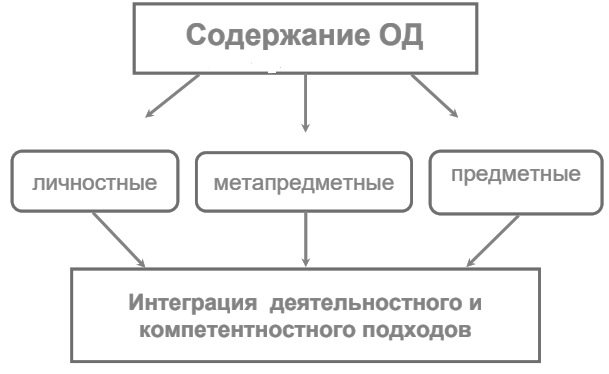 Содержание ОД
личностные
метапредметные
предметные
Интеграция деятельностного и
компетентностного подходов